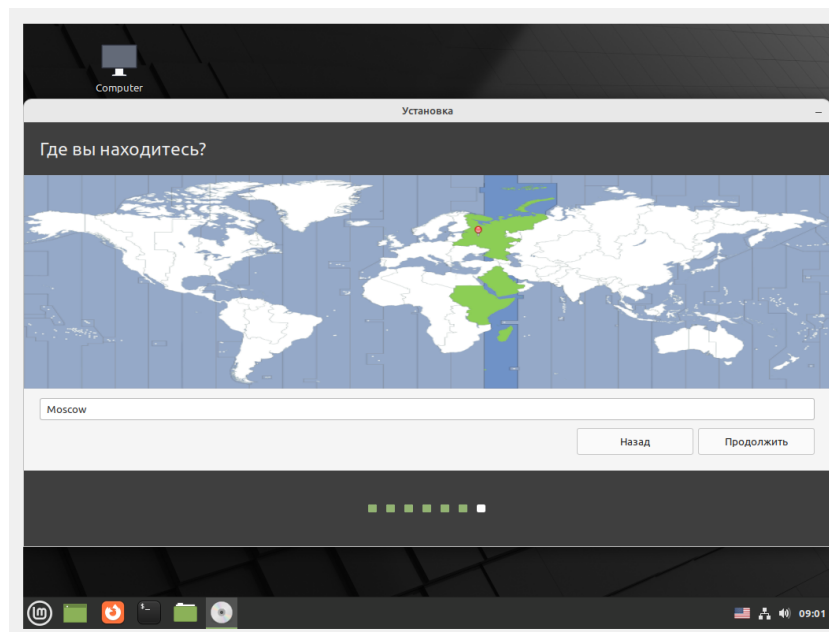 Computer
Установка
Где вы находитесь?
Moscow
Назад
Продолжить
$_
09:01